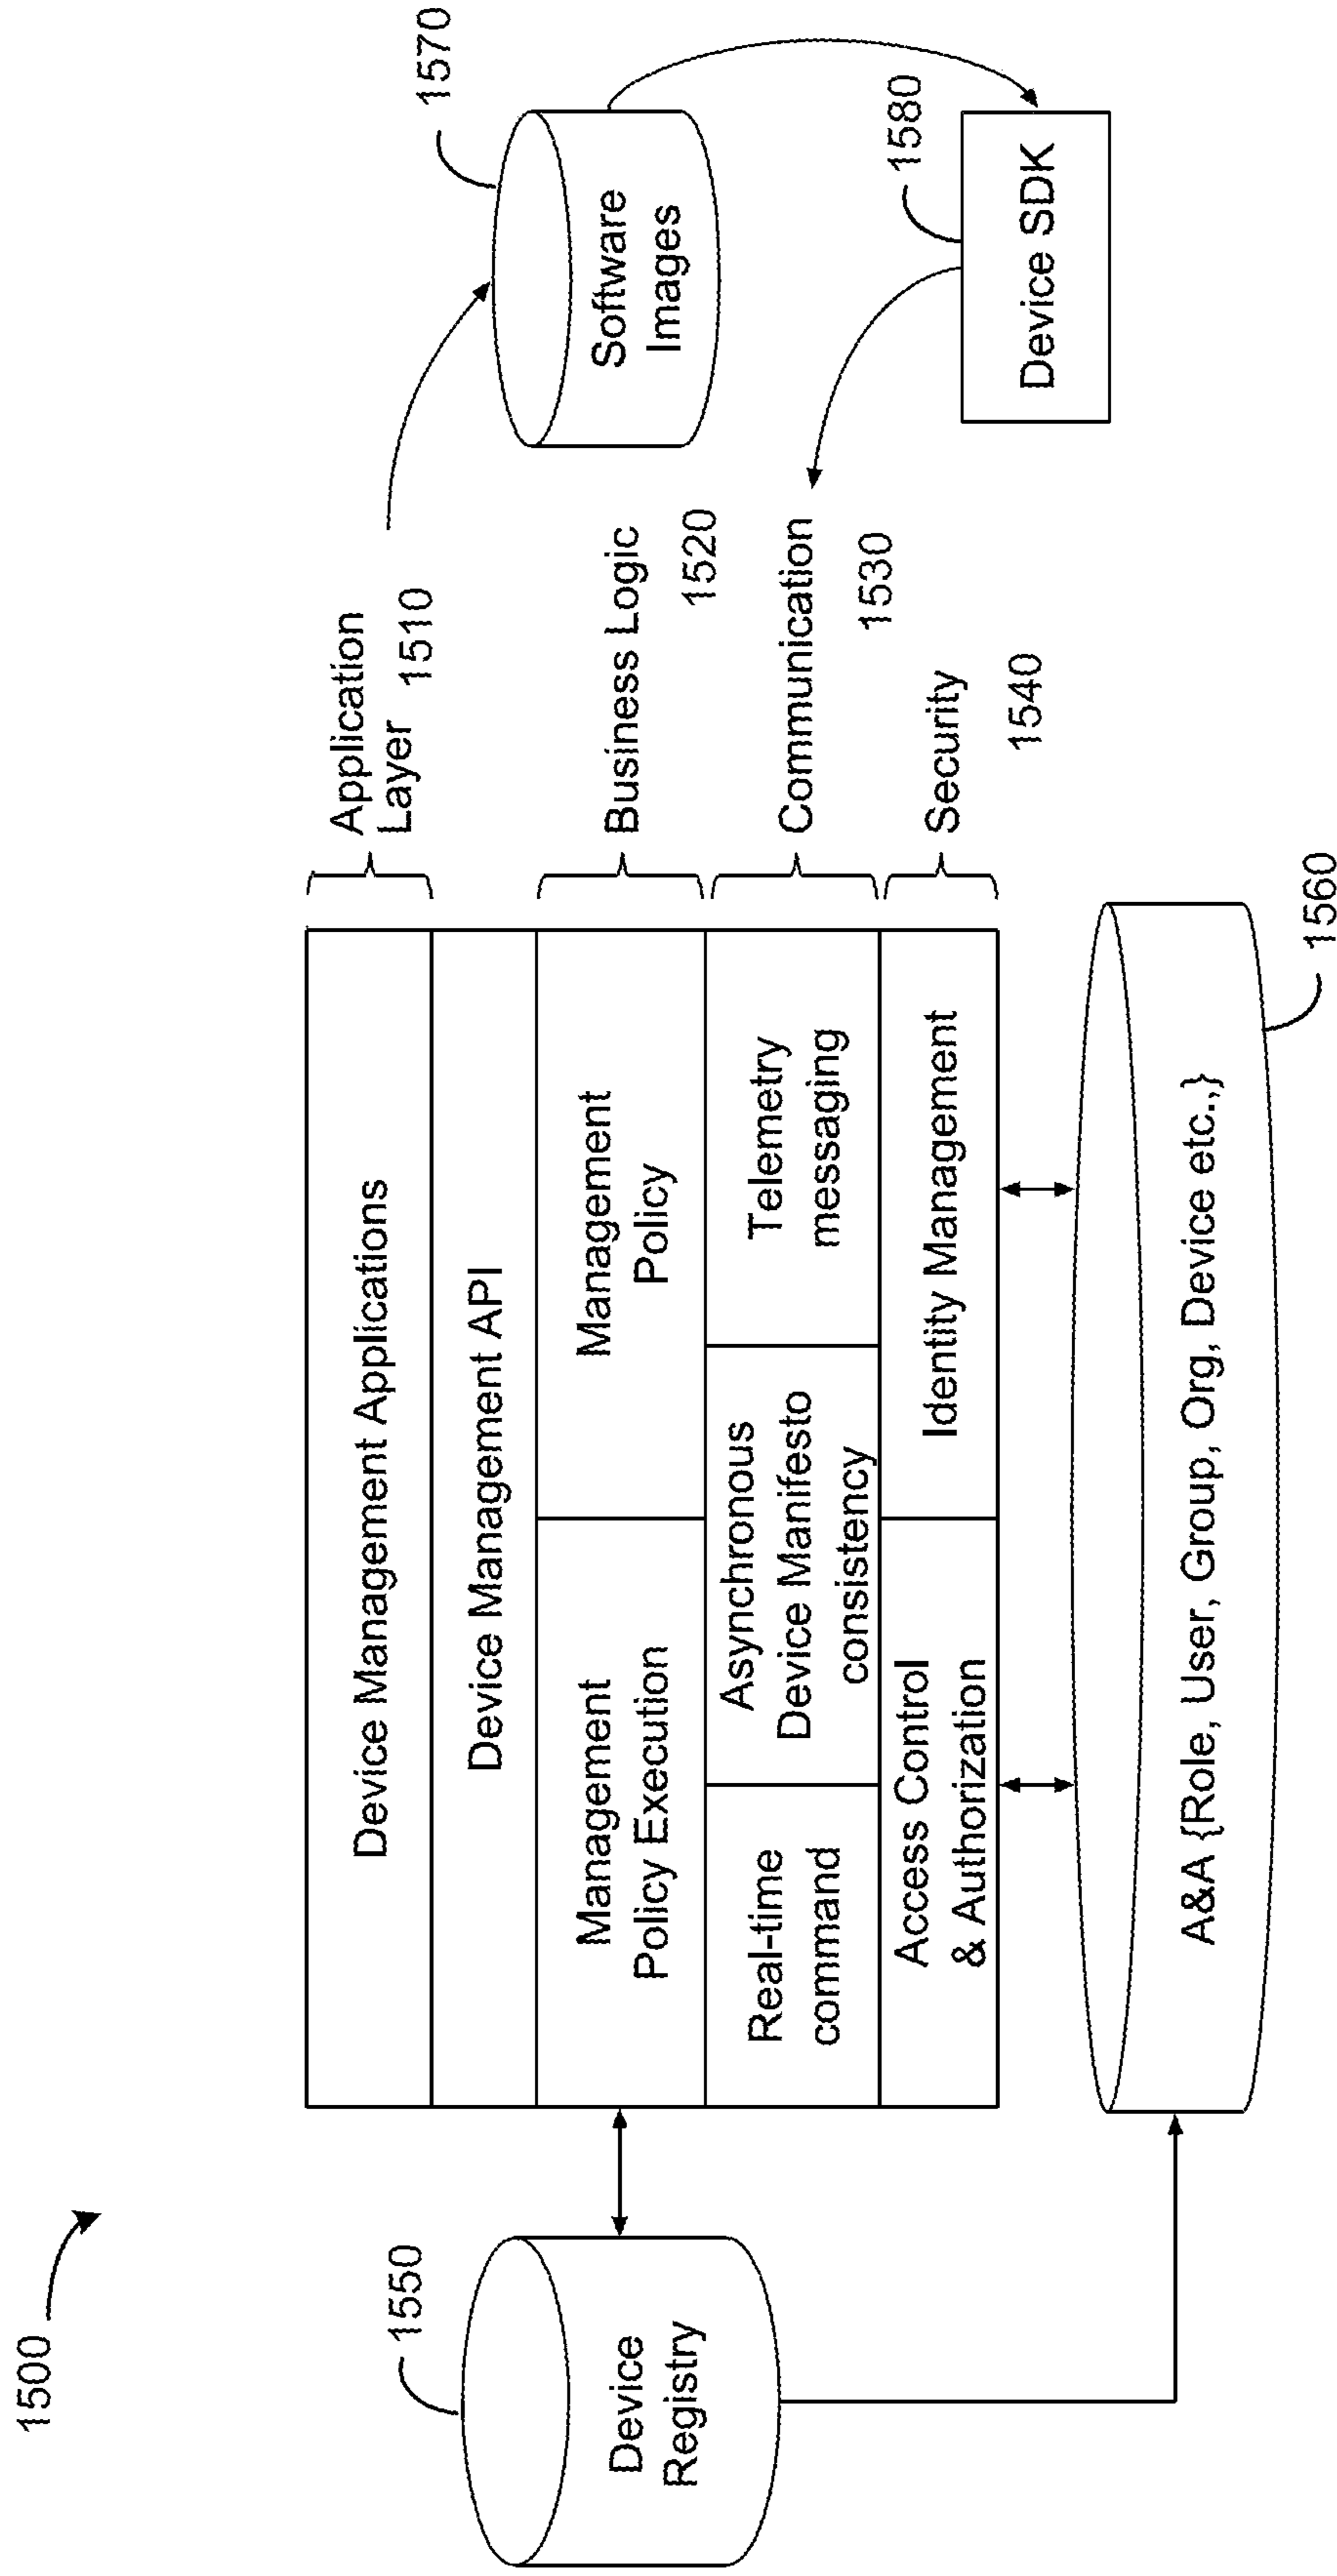 1500
Device Management Applications
Application
Layer 1510
1570
1550
Device Management API
Software
Images
Device
Registry
Management
Policy Execution
Management
Policy
Business Logic
1520
Real-time
command
Asynchronous
Device Manifesto
consistency
Telemetry
messaging
Communication
1530
1580
Access Control
& Authorization
Identity Management
Security
1540
Device SDK
A&A {Role, User, Group, Org, Device etc.,}
1560